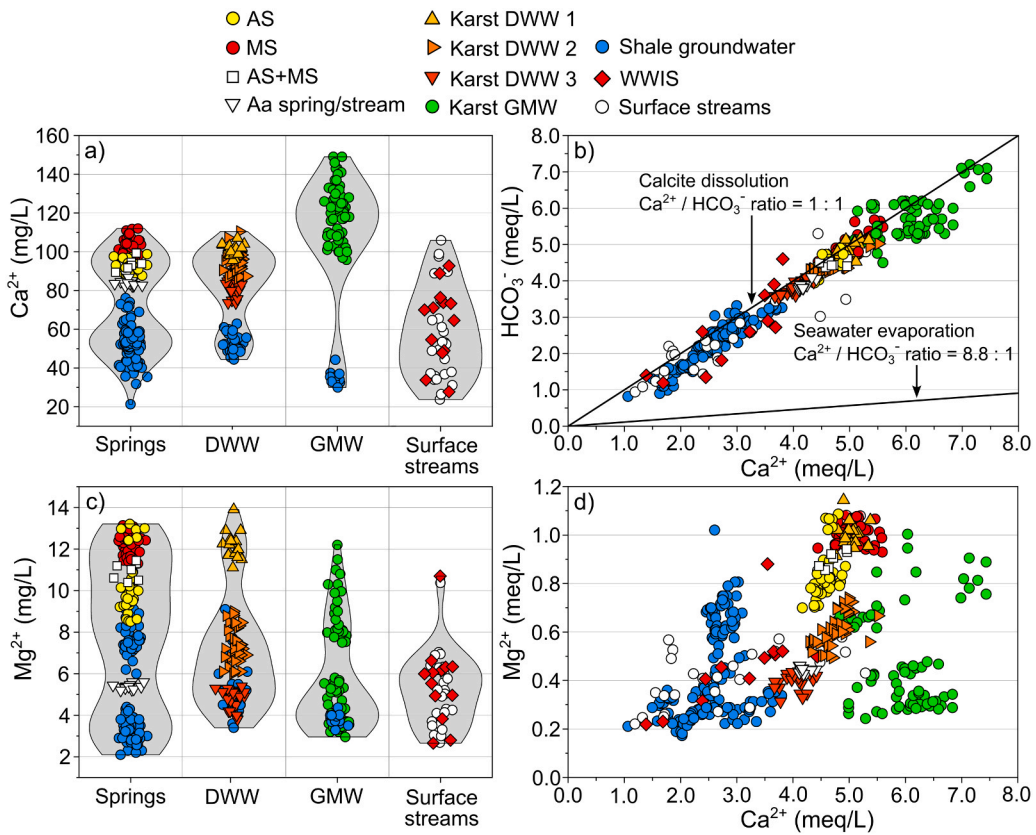 AS
MS
AS+MS
Aa spring/stream
Karst DWW 1
Karst DWW 2
Karst DWW 3
Karst GMW
Shale groundwater
WWIS
Surface streams
a)
Ca²⁺ (mg/L)
160
140
120
100
80
60
40
20
Springs
DWW
GMW
Surface
streams
b)
HCO₃⁻ (meq/L)
8.0
7.0
6.0
5.0
4.0
3.0
2.0
1.0
0.0
Calcite dissolution
Ca²⁺ / HCO₃⁻ ratio = 1 : 1
Seawater evaporation
Ca²⁺ / HCO₃⁻ ratio = 8.8 : 1
0.0 1.0 2.0 3.0 4.0 5.0 6.0 7.0 8.0
Ca²⁺ (meq/L)
c)
Mg²⁺ (mg/L)
14
12
10
8
6
4
2
Springs
DWW
GMW
Surface
streams
d)
Mg²⁺ (meq/L)
1.2
1.0
0.8
0.6
0.4
0.2
0.0
0.0 1.0 2.0 3.0 4.0 5.0 6.0 7.0 8.0
Ca²⁺ (meq/L)